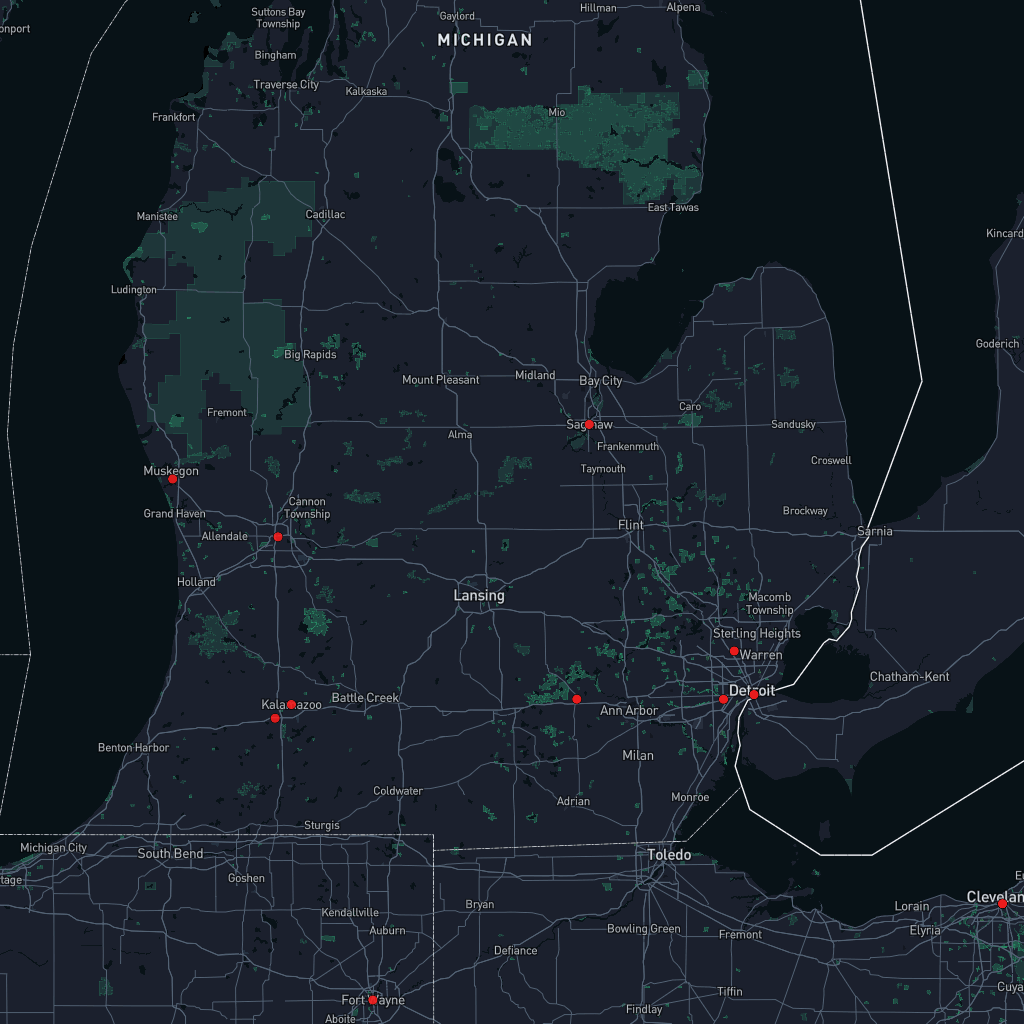 Suttons Bay
Township
Gaylord
Hillman
Alpena
onport
MICHIGAN
Bingham
Traverse City
Kalkaska
Frankfort
Mio
Manistee
Cadillac
East Tawas
Kincard
Ludington
Goderich
Big Rapids
Mount Pleasant
Midland
Bay City
Fremont
Caro
Alma
Saginaw
Sandusky
Frankenmuth
Croswell
Muskegon
Taymouth
Cannon
Township
Grand Haven
Brockway
Allendale
Flint
Sarnia
Holland
Lansing
Macomb
Township
Sterling Heights
Warren
Chatham-Kent
Detroit
Battle Creek
Kalamazoo
Ann Arbor
Benton Harbor
Milan
Coldwater
Adrian
Monroe
Sturgis
Michigan City
South Bend
Toledo
tage
Goshen
Eu
Clevelan
Kendallville
Bryan
Lorain
Auburn
Bowling Green
Fremont
Elyria
Defiance
Cuya
Tiffin
Fort Wayne
Findlay
Aboite